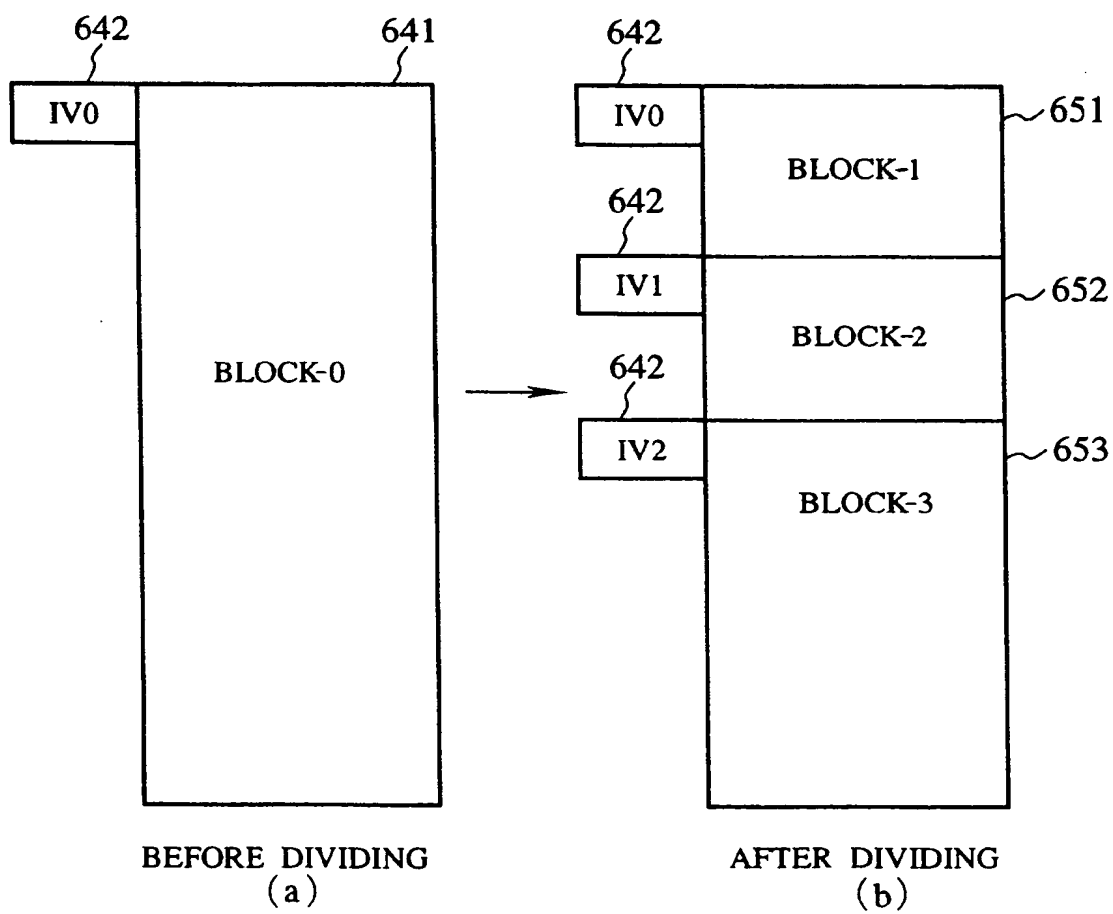 642
641
IV0
BLOCK-0
BEFORE DIVIDING
(a)
642
IV0
651
BLOCK-1
642
IV1
652
BLOCK-2
642
IV2
653
BLOCK-3
AFTER DIVIDING
(b)